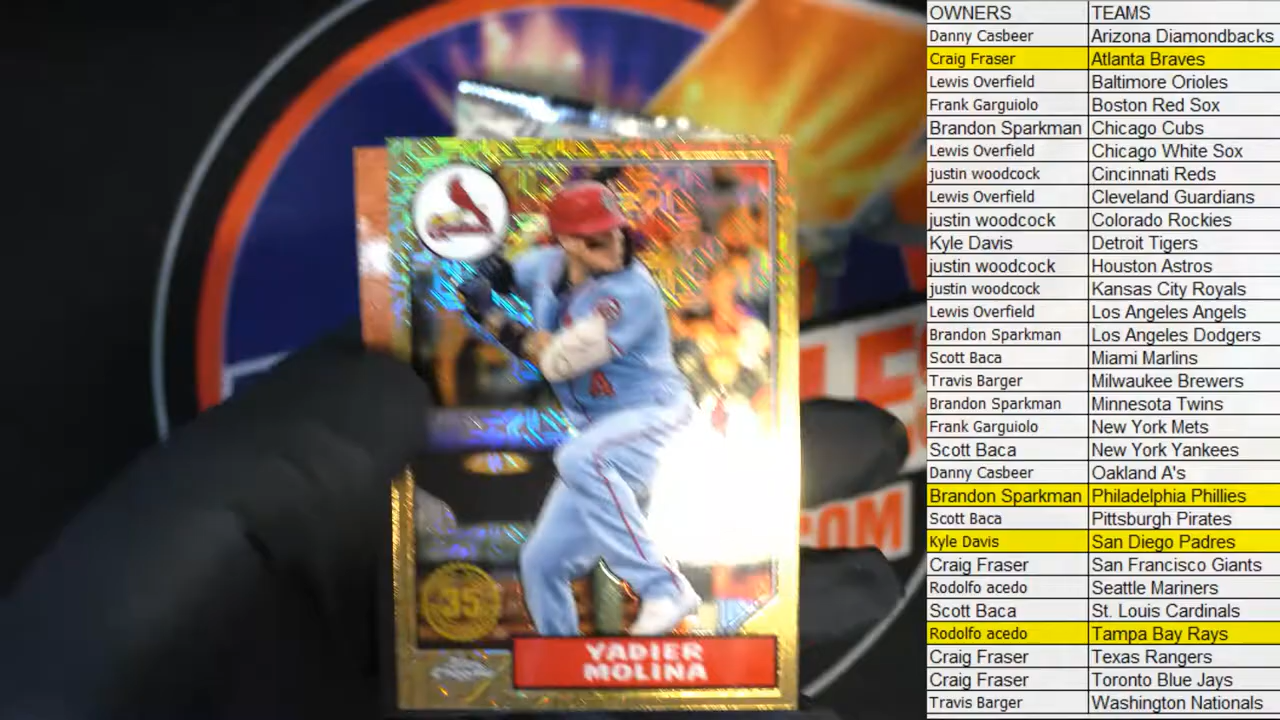 35
YADIER
MOLINA
OM
OWNERS TEAMS
Danny Casbeer Arizona Diamondbacks
Craig Fraser Atlanta Braves
Lewis Overfield Baltimore Orioles
Frank Garguiolo Boston Red Sox
Brandon Sparkman Chicago Cubs
Lewis Overfield Chicago White Sox
justin woodcock Cincinnati Reds
Lewis Overfield Cleveland Guardians
justin woodcock Colorado Rockies
Kyle Davis Detroit Tigers
justin woodcock Houston Astros
justin woodcock Kansas City Royals
Lewis Overfield Los Angeles Angels
Brandon Sparkman Los Angeles Dodgers
Scott Baca Miami Marlins
Travis Barger Milwaukee Brewers
Brandon Sparkman Minnesota Twins
Frank Garguiolo New York Mets
Scott Baca New York Yankees
Danny Casbeer Oakland A's
Brandon Sparkman Philadelphia Phillies
Scott Baca Pittsburgh Pirates
Kyle Davis San Diego Padres
Craig Fraser San Francisco Giants
Rodolfo acedo Seattle Mariners
Scott Baca St. Louis Cardinals
Rodolfo acedo Tampa Bay Rays
Craig Fraser Texas Rangers
Craig Fraser Toronto Blue Jays
Travis Barger Washington Nationals